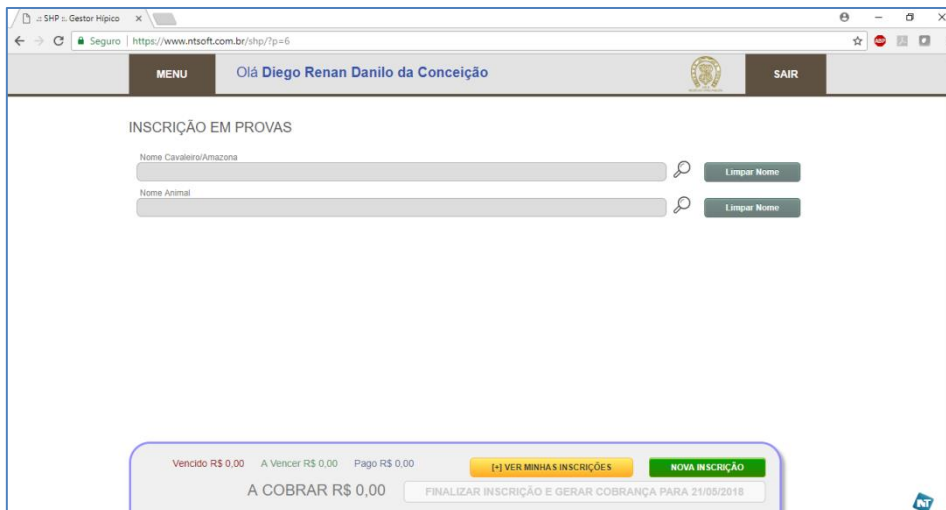 .: SHP :. Gestor Hípico
Seguro | https://www.ntsoft.com.br/shp/?p=6
ABP
MENU
Olá Diego Renan Danilo da Conceição
SAIR
INSCRIÇÃO EM PROVAS
Nome Cavaleiro/Amazona
Limpar Nome
Nome Animal
Limpar Nome
Vencido R$ 0,00 A Vencer R$ 0,00 Pago R$ 0,00
[+] VER MINHAS INSCRIÇÕES
NOVA INSCRIÇÃO
A COBRAR R$ 0,00
FINALIZAR INSCRIÇÃO E GERAR COBRANÇA PARA 21/05/2018
NT